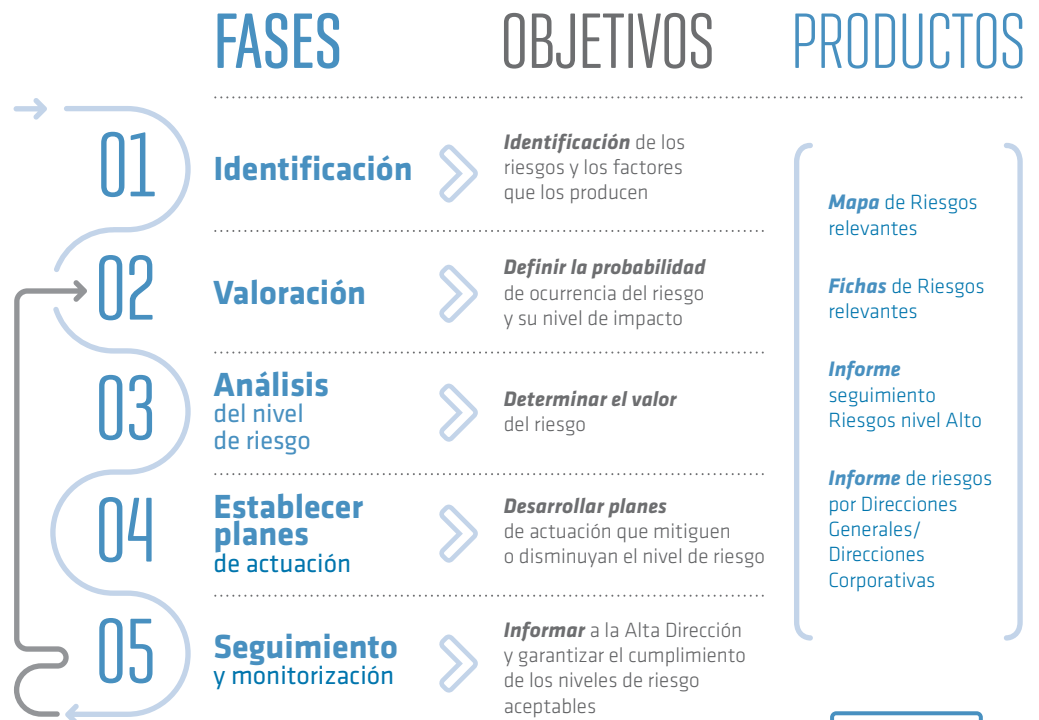 FASES OBJETIVOS PRODUCTOS
01
Identificación
Identificación de los
riesgos y los factores
que los producen
02
Valoración
Definir la probabilidad
de ocurrencia del riesgo
y su nivel de impacto
03
Análisis
del nivel
de riesgo
Determinar el valor
del riesgo
04
Establecer
planes
de actuación
Desarrollar planes
de actuación que mitiguen
o disminuyan el nivel de riesgo
05
Seguimiento
y monitorización
Informar a la Alta Dirección
y garantizar el cumplimiento
de los niveles de riesgo
aceptables
Mapa de Riesgos
relevantes
Fichas de Riesgos
relevantes
Informe
seguimiento
Riesgos nivel Alto
Informe de riesgos
por Direcciones
Generales/
Direcciones
Corporativas